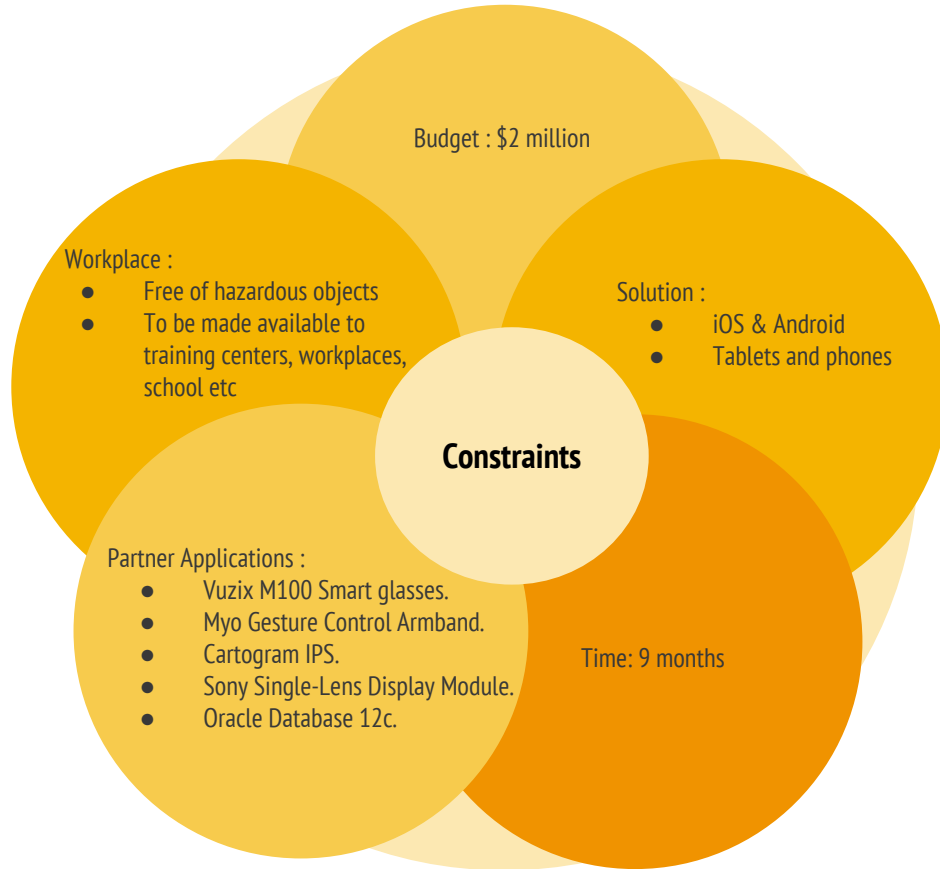 Budget : $2 million
Workplace :
● Free of hazardous objects
● To be made available to
training centers, workplaces,
school etc
Solution :
● iOS & Android
● Tablets and phones
Constraints
Partner Applications :
● Vuzix M100 Smart glasses.
● Myo Gesture Control Armband.
● Cartogram IPS.
● Sony Single-Lens Display Module.
● Oracle Database 12c.
Time: 9 months